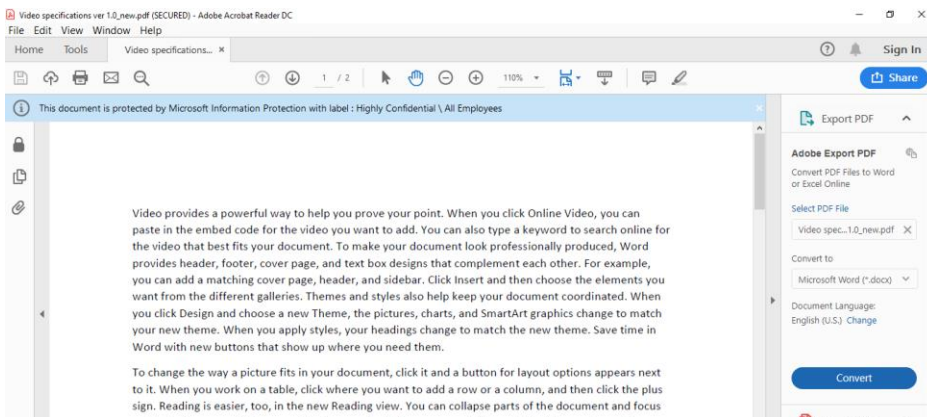 Video specifications ver 1.0_new.pdf (SECURED) - Adobe Acrobat Reader DC
File Edit View Window Help
Home Tools Video specifications... × Sign In
1 / 2 110% Share
This document is protected by Microsoft Information Protection with label : Highly Confidential \ All Employees
Video provides a powerful way to help you prove your point. When you click Online Video, you can
paste in the embed code for the video you want to add. You can also type a keyword to search online for
the video that best fits your document. To make your document look professionally produced, Word
provides header, footer, cover page, and text box designs that complement each other. For example,
you can add a matching cover page, header, and sidebar. Click Insert and then choose the elements you
want from the different galleries. Themes and styles also help keep your document coordinated. When
you click Design and choose a new Theme, the pictures, charts, and SmartArt graphics change to match
your new theme. When you apply styles, your headings change to match the new theme. Save time in
Word with new buttons that show up where you need them.
To change the way a picture fits in your document, click it and a button for layout options appears next
to it. When you work on a table, click where you want to add a row or a column, and then click the plus
sign. Reading is easier, too, in the new Reading view. You can collapse parts of the document and focus
Export PDF
Adobe Export PDF
Convert PDF Files to Word
or Excel Online
Select PDF File
Video spec...1.0_new.pdf ×
Convert to
Microsoft Word (*.docx)
Document Language:
English (U.S.) Change
Convert